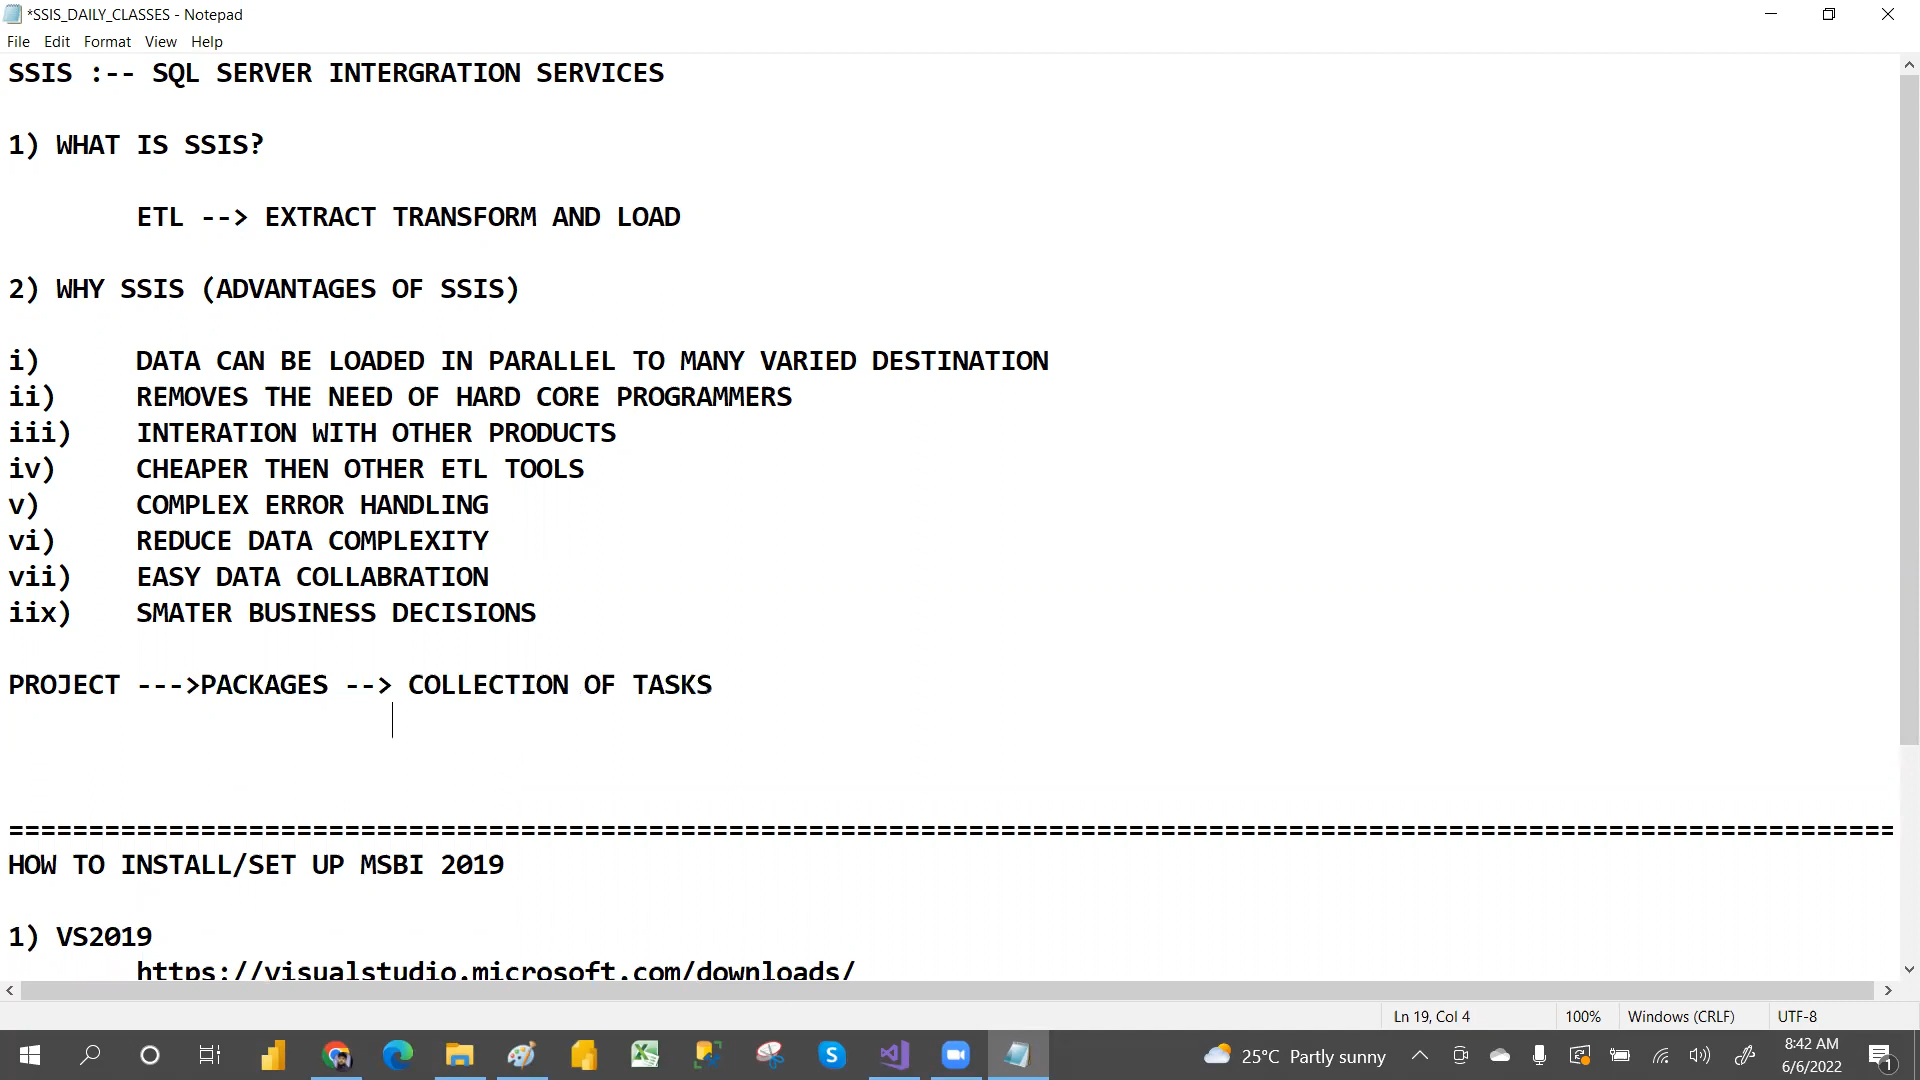 *SSIS_DAILY_CLASSES - Notepad
File Edit Format View Help
SSIS :-- SQL SERVER INTERGRATION SERVICES
1) WHAT IS SSIS?
ETL --> EXTRACT TRANSFORM AND LOAD
2) WHY SSIS (ADVANTAGES OF SSIS)
i) DATA CAN BE LOADED IN PARALLEL TO MANY VARIED DESTINATION
ii) REMOVES THE NEED OF HARD CORE PROGRAMMERS
iii) INTERATION WITH OTHER PRODUCTS
iv) CHEAPER THEN OTHER ETL TOOLS
v) COMPLEX ERROR HANDLING
vi) REDUCE DATA COMPLEXITY
vii) EASY DATA COLLABRATION
iix) SMATER BUSINESS DECISIONS
PROJECT --->PACKAGES --> COLLECTION OF TASKS
======================================================================================================================
HOW TO INSTALL/SET UP MSBI 2019
1) VS2019
https://visualstudio.microsoft.com/downloads/
Ln 19, Col 4 100% Windows (CRLF) UTF-8
25°C Partly sunny
8:42 AM
6/6/2022
1